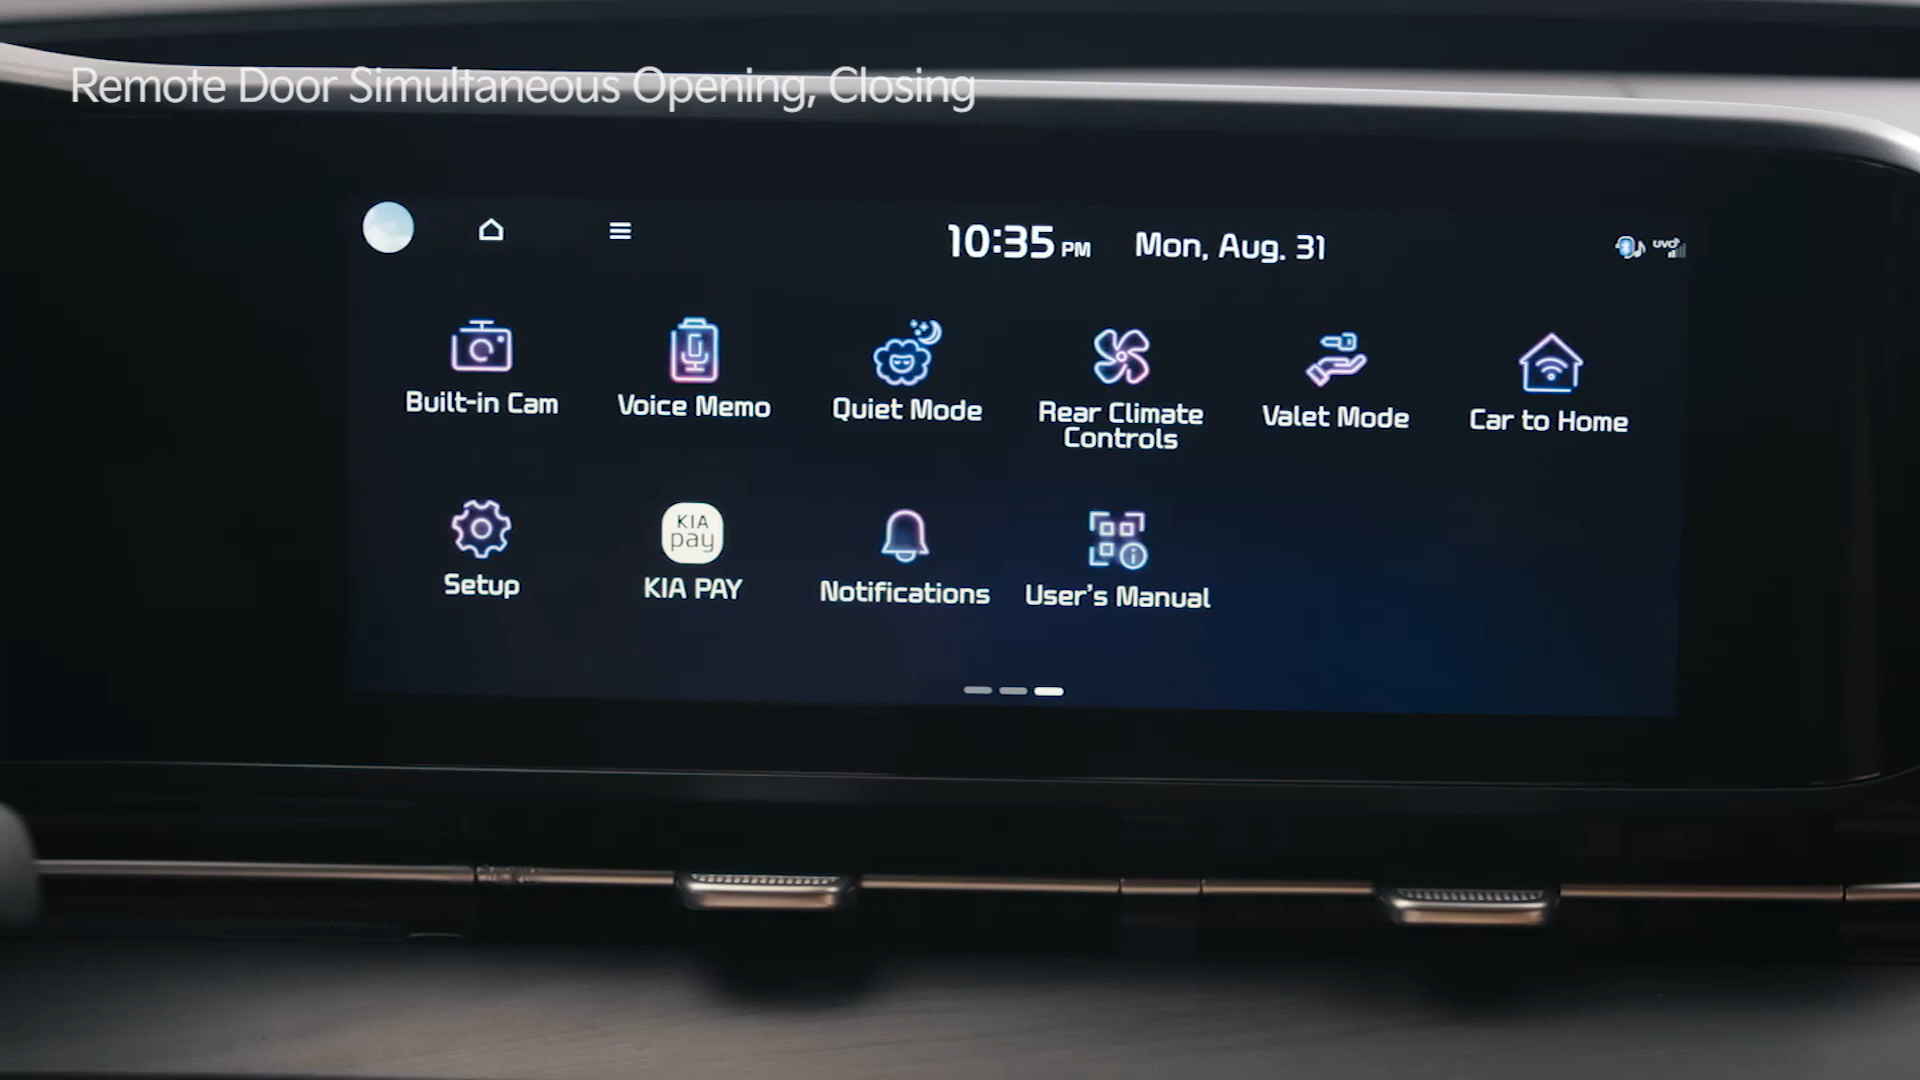 Remote Door Simultaneous Opening, Closing
10:35 PM Mon, Aug. 31
UVO
Built-in Cam
Voice Memo
Quiet Mode
Rear Climate
Controls
Valet Mode
Car to Home
Setup
KIA
pay
KIA PAY
Notifications
User's Manual